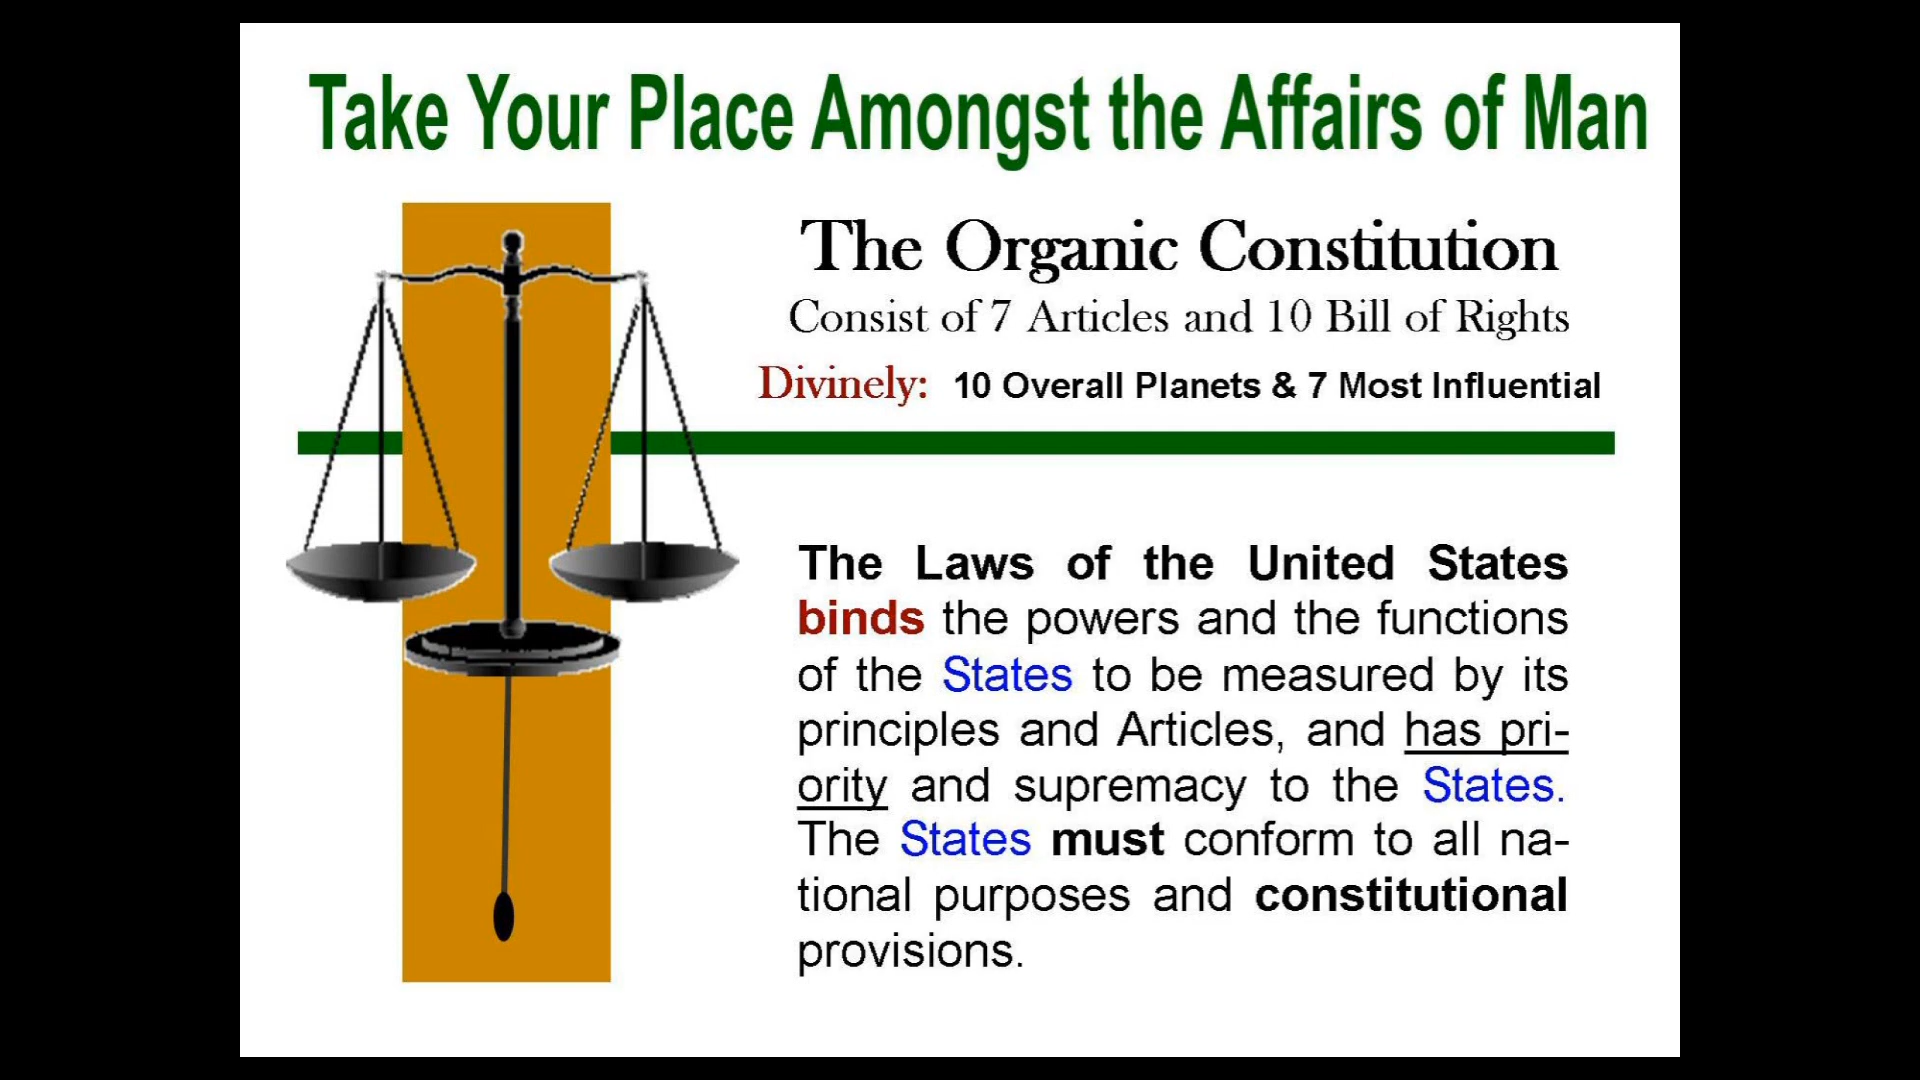 Take Your Place Amongst the Affairs of Man
The Organic Constitution
Consist of 7 Articles and 10 Bill of Rights
Divinely: 10 Overall Planets & 7 Most Influential
The Laws of the United States
binds the powers and the functions
of the States to be measured by its
principles and Articles, and has pri-
ority and supremacy to the States.
The States must conform to all na-
tional purposes and constitutional
provisions.